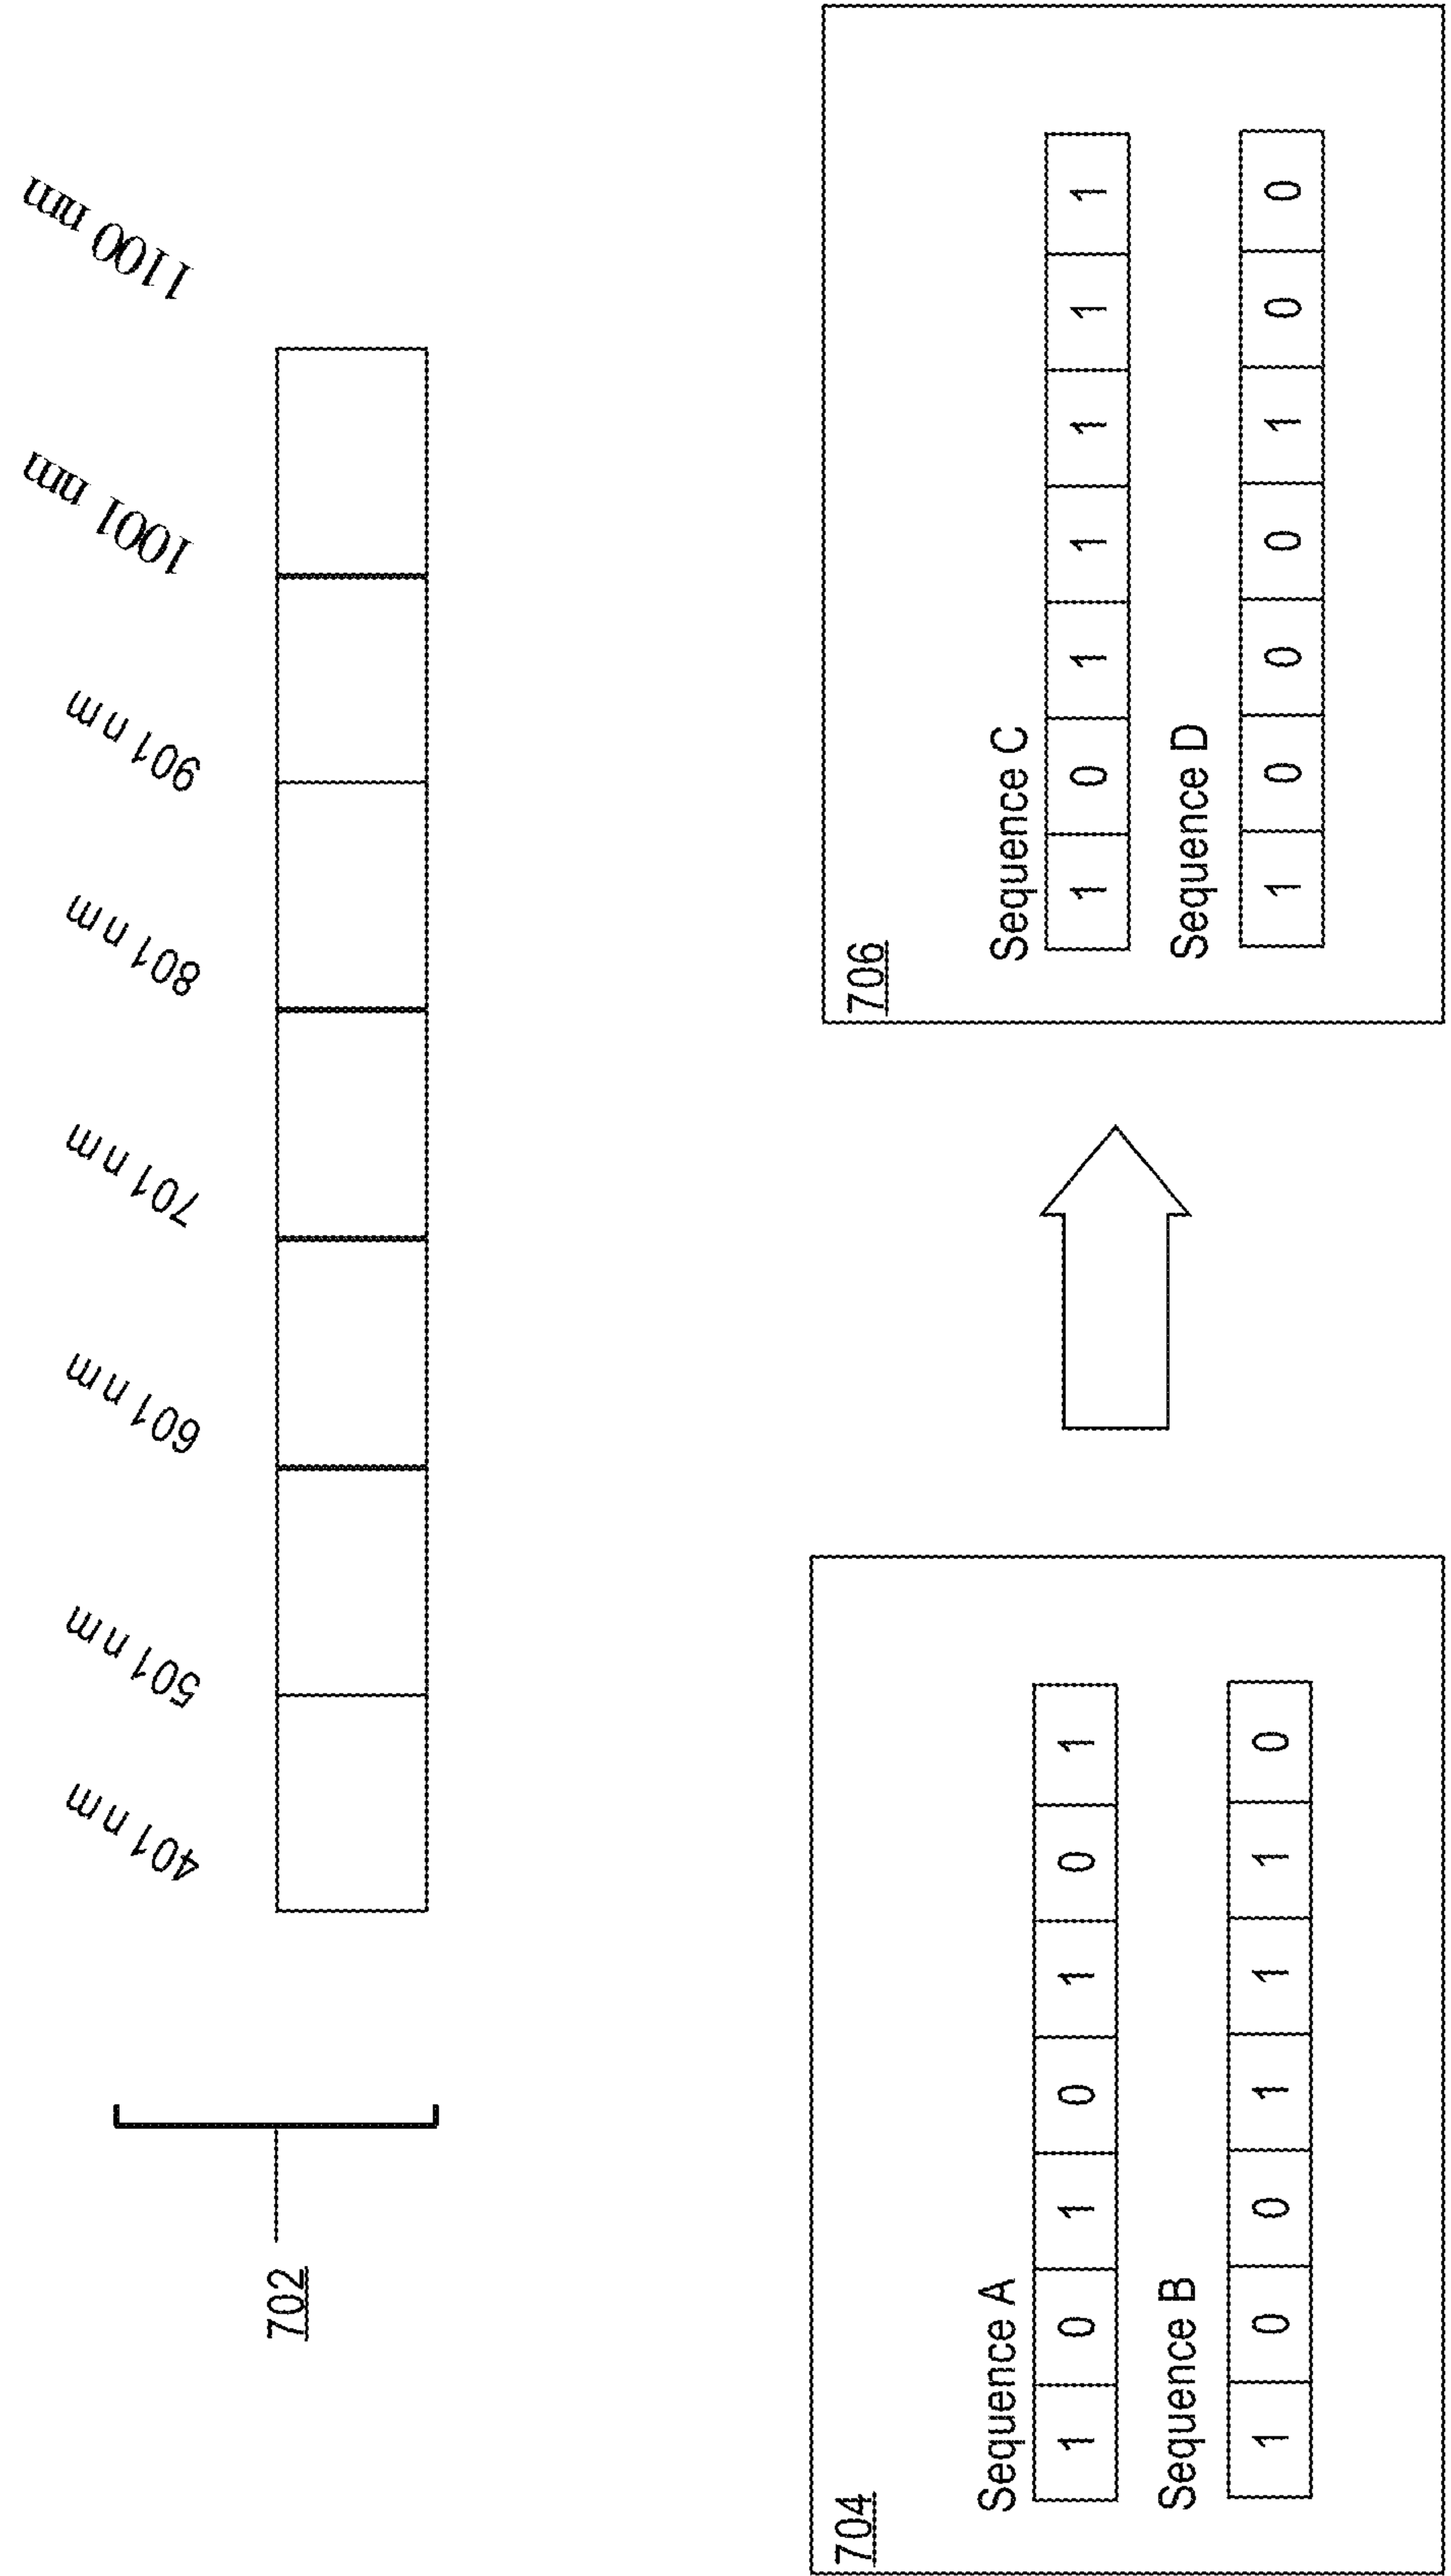 401 nm 501 nm 601 nm 701 nm 801 nm 901 nm 1001 nm 1100 nm
702
704
Sequence A
1 0 1 0 1 0 1
Sequence B
1 0 0 1 1 1 0
706
Sequence C
1 0 1 1 1 1 1
Sequence D
1 0 0 0 1 0 0